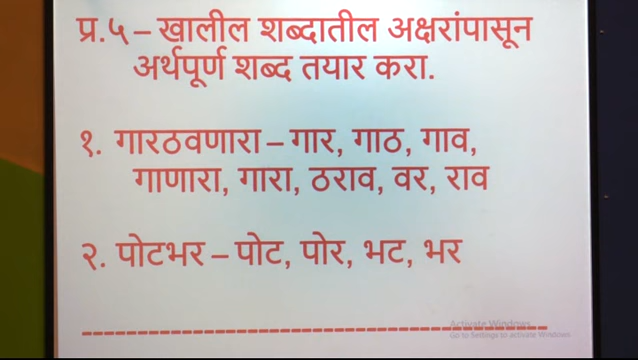 प्र.५ – खालील शब्दातील अक्षरांपासून
अर्थपूर्ण शब्द तयार करा.
१. गारठवणारा – गार, गाठ, गाव,
गाणारा, गारा, ठराव, वर, राव
२. पोटभर – पोट, पोर, भट, भर
Activate Windows
Go to Settings to activate Windows.